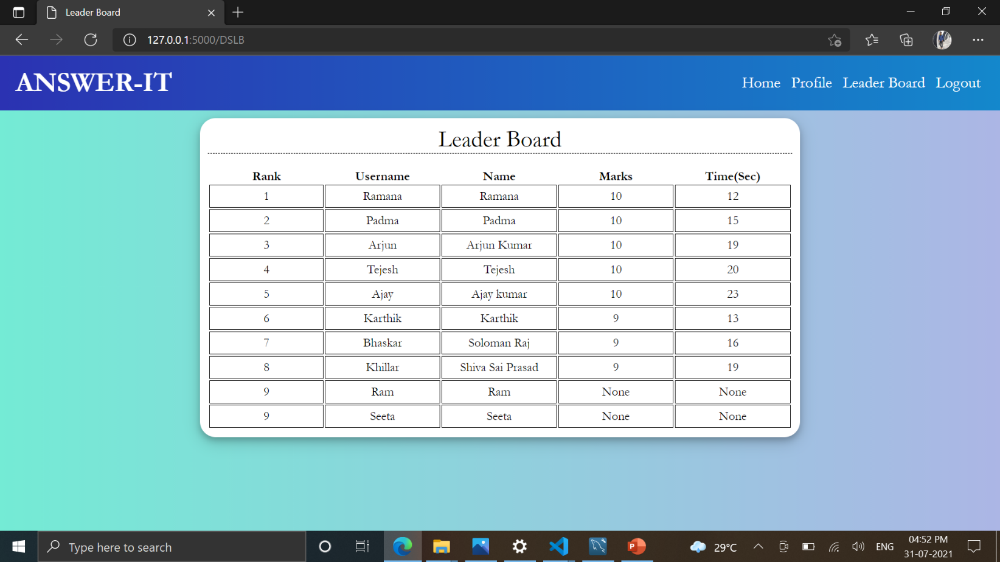 Leader Board
127.0.0.1:5000/DSLB
ANSWER-IT
Home Profile Leader Board Logout
Leader Board
Rank Username Name Marks Time(Sec)
1 Ramana Ramana 10 12
2 Padma Padma 10 15
3 Arjun Arjun Kumar 10 19
4 Tejesh Tejesh 10 20
5 Ajay Ajay kumar 10 23
6 Karthik Karthik 9 13
7 Bhaskar Soloman Raj 9 16
8 Khillar Shiva Sai Prasad 9 19
9 Ram Ram None None
9 Seeta Seeta None None
Type here to search
29°C
ENG
04:52 PM
31-07-2021